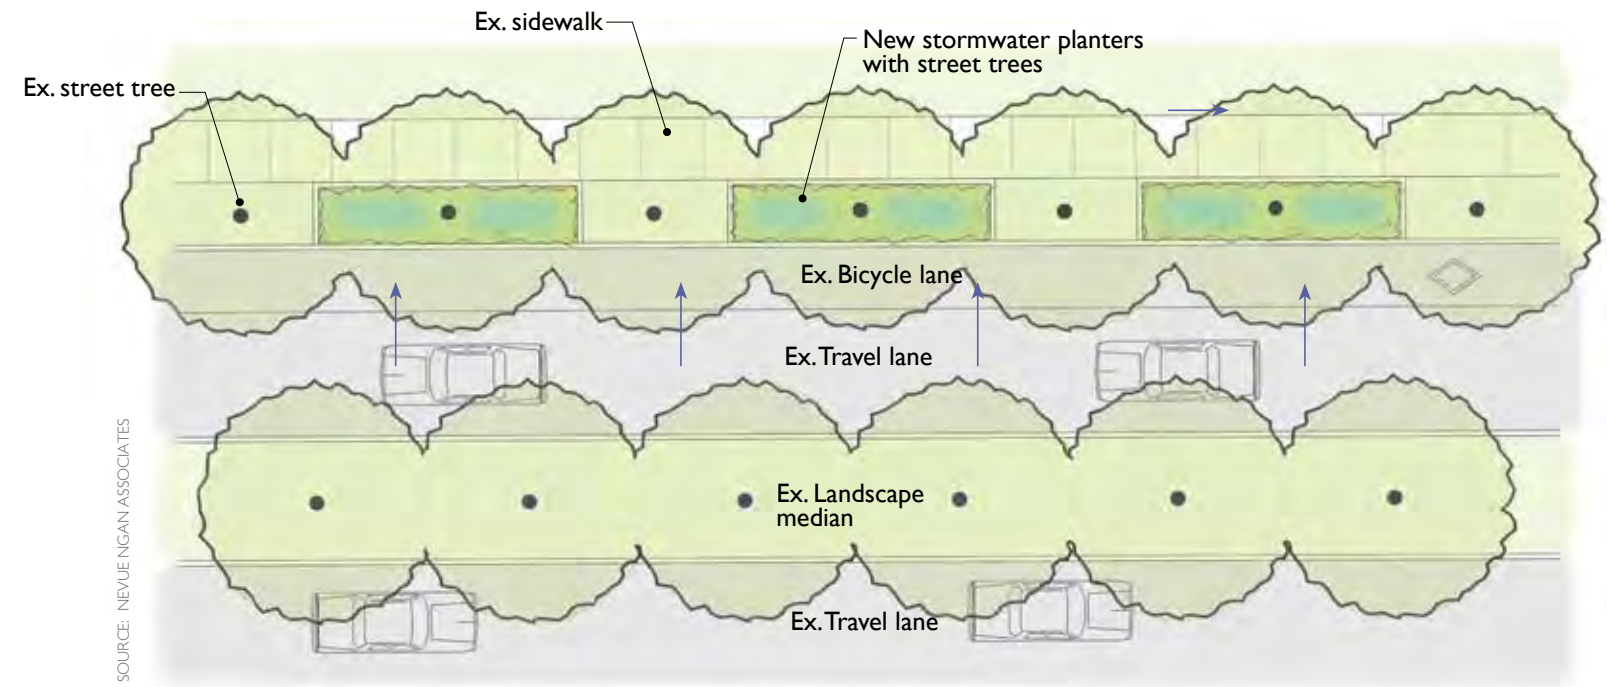 Ex. sidewalk
New stormwater planters
with street trees
Ex. street tree
Ex. Bicycle lane
Ex. Travel lane
Ex. Landscape
median
Ex. Travel lane
SOURCE: NEVUE NGAN ASSOCIATES